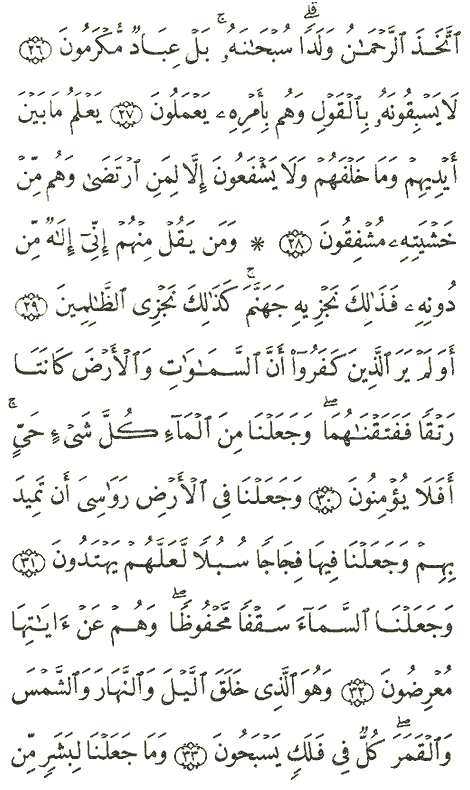 ٱتَّخَذَ ٱلرَّحۡمَٰنُ وَلَدٗاۗ سُبۡحَٰنَهُۥۚ بَلۡ عِبَادٞ مُّكۡرَمُونَ ٢٦
لَا يَسۡبِقُونَهُۥ بِٱلۡقَوۡلِ وَهُم بِأَمۡرِهِۦ يَعۡمَلُونَ ٢٧ يَعۡلَمُ مَا بَيۡنَ
أَيۡدِيهِمۡ وَمَا خَلۡفَهُمۡ وَلَا يَشۡفَعُونَ إِلَّا لِمَنِ ٱرۡتَضَىٰ وَهُم مِّنۡ
خَشۡيَتِهِۦ مُشۡفِقُونَ ٢٨ * وَمَن يَقُلۡ مِنۡهُمۡ إِنِّيٓ إِلَٰهٞ مِّن
دُونِهِۦ فَذَٰلِكَ نَجۡزِيهِ جَهَنَّمَۚ كَذَٰلِكَ نَجۡزِي ٱلظَّٰلِمِينَ ٢٩
أَوَلَمۡ يَرَ ٱلَّذِينَ كَفَرُوٓاْ أَنَّ ٱلسَّمَٰوَٰتِ وَٱلۡأَرۡضَ كَانَتَا
رَتۡقٗا فَفَتَقۡنَٰهُمَاۖ وَجَعَلۡنَا مِنَ ٱلۡمَآءِ كُلَّ شَيۡءٍ حَيٍّۚ
أَفَلَا يُؤۡمِنُونَ ٣٠ وَجَعَلۡنَا فِي ٱلۡأَرۡضِ رَوَٰسِيَ أَن تَمِيدَ
بِهِمۡ وَجَعَلۡنَا فِيهَا فِجَاجٗا سُبُلٗا لَّعَلَّهُمۡ يَهۡتَدُونَ ٣١
وَجَعَلۡنَا ٱلسَّمَآءَ سَقۡفٗا مَّحۡفُوظٗاۖ وَهُمۡ عَنۡ ءَايَٰتِهَا
مُعۡرِضُونَ ٣٢ وَهُوَ ٱلَّذِي خَلَقَ ٱلَّيۡلَ وَٱلنَّهَارَ وَٱلشَّمۡسَ
وَٱلۡقَمَرَۖ كُلّٞ فِي فَلَكٖ يَسۡبَحُونَ ٣٣ وَمَا جَعَلۡنَا لِبَشَرٖ مِّن